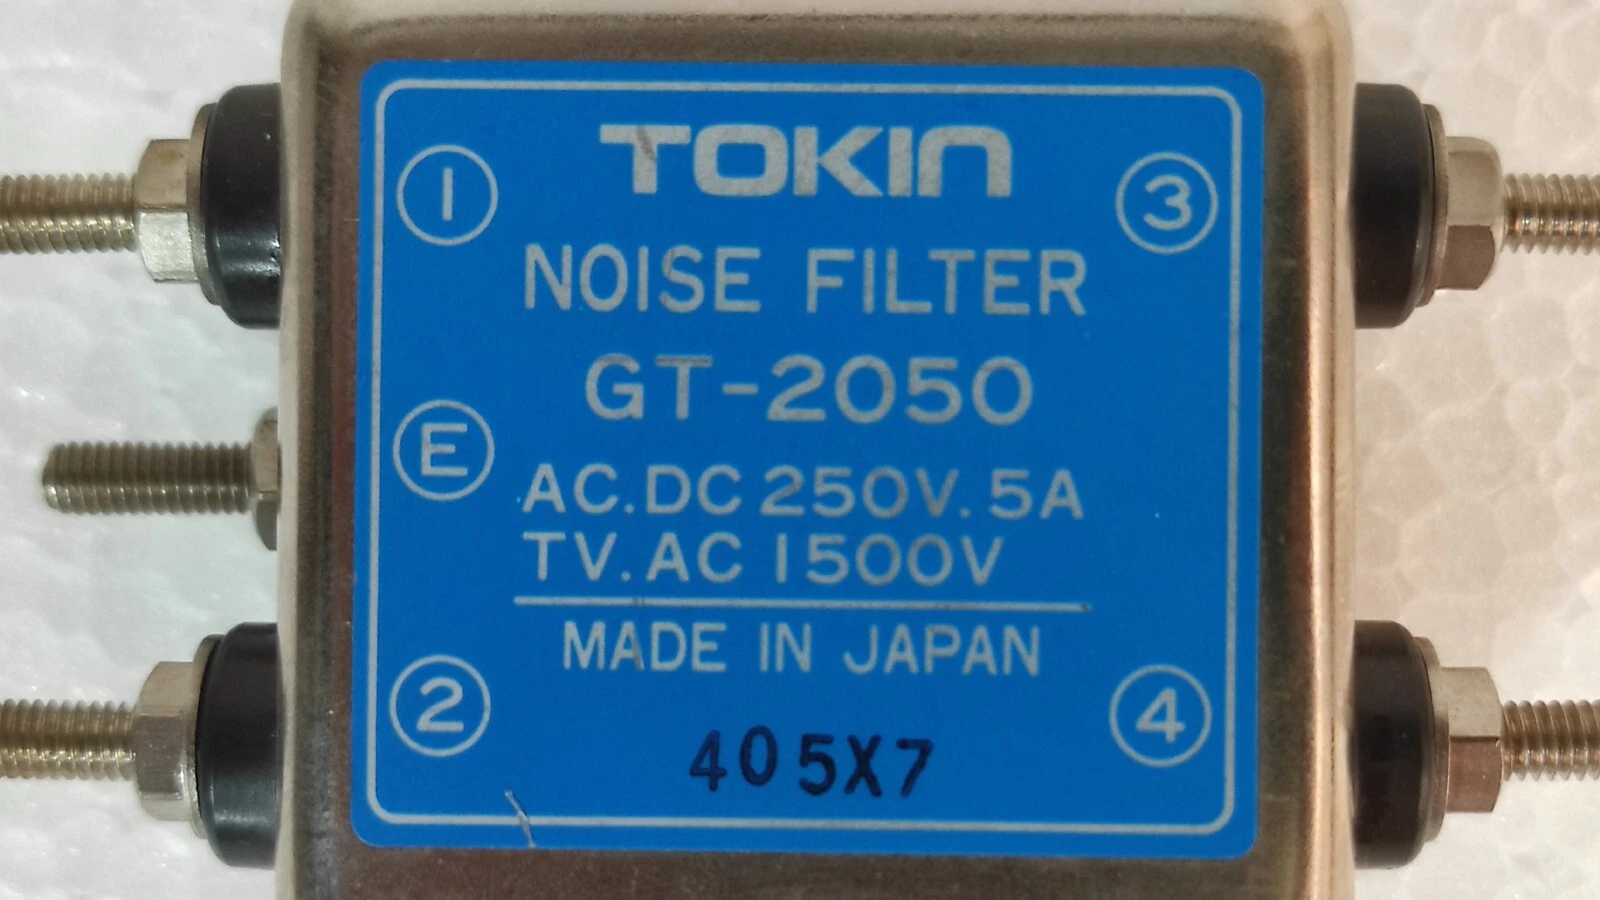 TOKIN
① ③
NOISE FILTER
GT-2050
Ⓔ
AC.DC 250V. 5A
TV. AC 1500V
MADE IN JAPAN
② ④
405X7